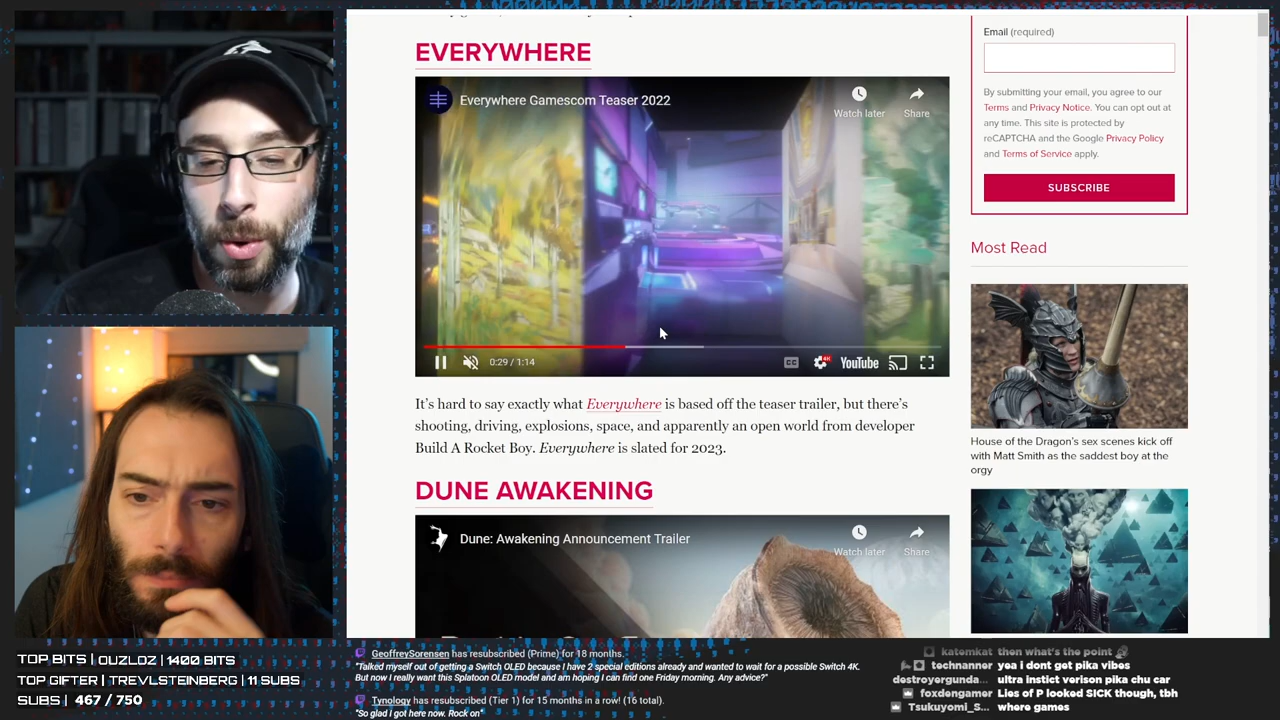 EVERYWHERE
Everywhere Gamescom Teaser 2022
Watch later
Share
0:29 / 1:14
CC
4K
YouTube
It's hard to say exactly what Everywhere is based off the teaser trailer, but there's
shooting, driving, explosions, space, and apparently an open world from developer
Build A Rocket Boy. Everywhere is slated for 2023.
DUNE AWAKENING
Dune: Awakening Announcement Trailer
Watch later
Share
Email (required)
By submitting your email, you agree to our
Terms and Privacy Notice. You can opt out at
any time. This site is protected by
reCAPTCHA and the Google Privacy Policy
and Terms of Service apply.
SUBSCRIBE
Most Read
House of the Dragon's sex scenes kick off
with Matt Smith as the saddest boy at the
orgy
TOP BITS | OUZLDZ | 1400 BITS
TOP GIFTER | TREVLSTEINBERG | 11 SUBS
SUBS | 467 / 750
GeoffreySorensen has resubscribed (Prime) for 18 months.
"Talked myself out of getting a Switch OLED because I have 2 special editions already and wanted to wait for a possible Switch 4K.
But now I really want this Splatoon OLED model and am hoping I can find one Friday morning. Any advice?"
Tynology has resubscribed (Tier 1) for 15 months in a row! (16 total).
"So glad I got here now. Rock on"
katemkat then what's the point
technanner yea i dont get pika vibes
destroyergunda... ultra instict verison pika chu car
foxdengamer Lies of P looked SICK though, tbh
Tsukuyomi_S... where games